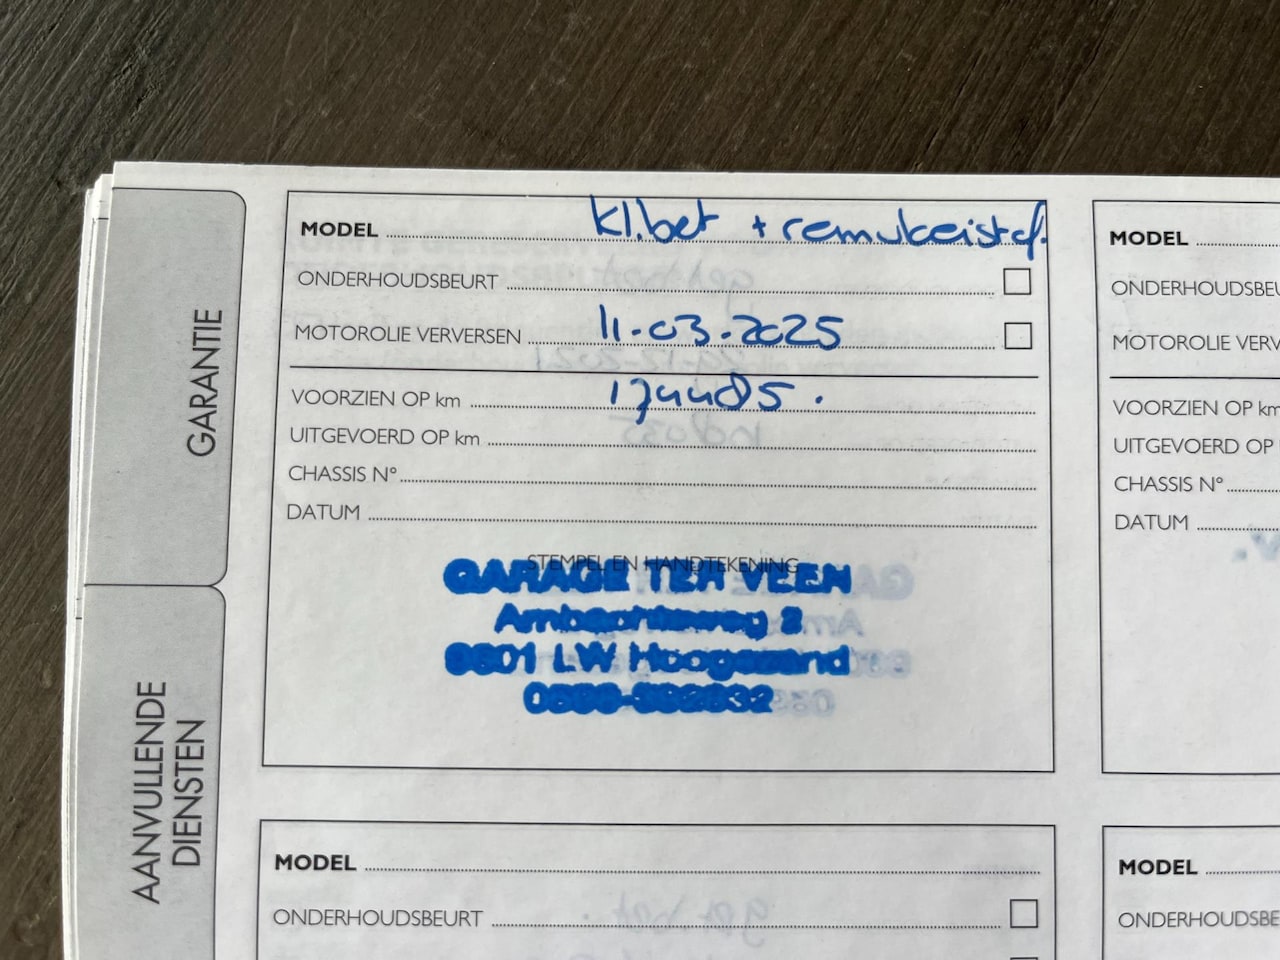 MODEL kl.bet + remvloeistof.
ONDERHOUDSBEURT
MOTOROLIE VERVERSEN 11-03-2025
VOORZIEN OP km 174485.
UITGEVOERD OP km
CHASSIS N°
DATUM
STEMPEL EN HANDTEKENING
GARAGE TER VEEN
Ambachtsweg
LW Hoogezand
GARANTIE
AANVULLENDE
DIENSTEN
MODEL
ONDERHOUDSBEU
MOTOROLIE VERV
VOORZIEN OP km
UITGEVOERD OP
CHASSIS N°
DATUM
MODEL
ONDERHOUDSBEURT
MODEL
ONDERHOUDSBE